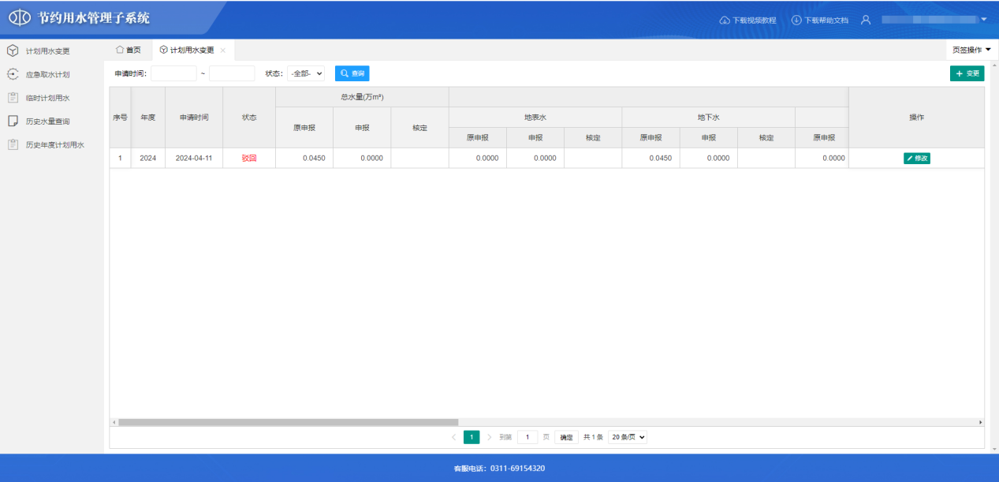 节约用水管理子系统
下载视频教程 下载帮助文档
计划用水变更
应急取水计划
临时计划用水
历史水量查询
历史年度计划用水
首页 计划用水变更 页签操作
申请时间: ~ 状态: -全部- 查询 变更
总水量(万m³)
序号 年度 申请时间 状态 地表水 地下水 操作
原申报 申报 核定
原申报 申报 核定 原申报 申报 核定 原申报
1 2024 2024-04-11 驳回 0.0450 0.0000 0.0000 0.0000 0.0450 0.0000 0.0000 修改
1 到第 1 页 确定 共 1 条 20 条/页
客服电话：0311-69154320